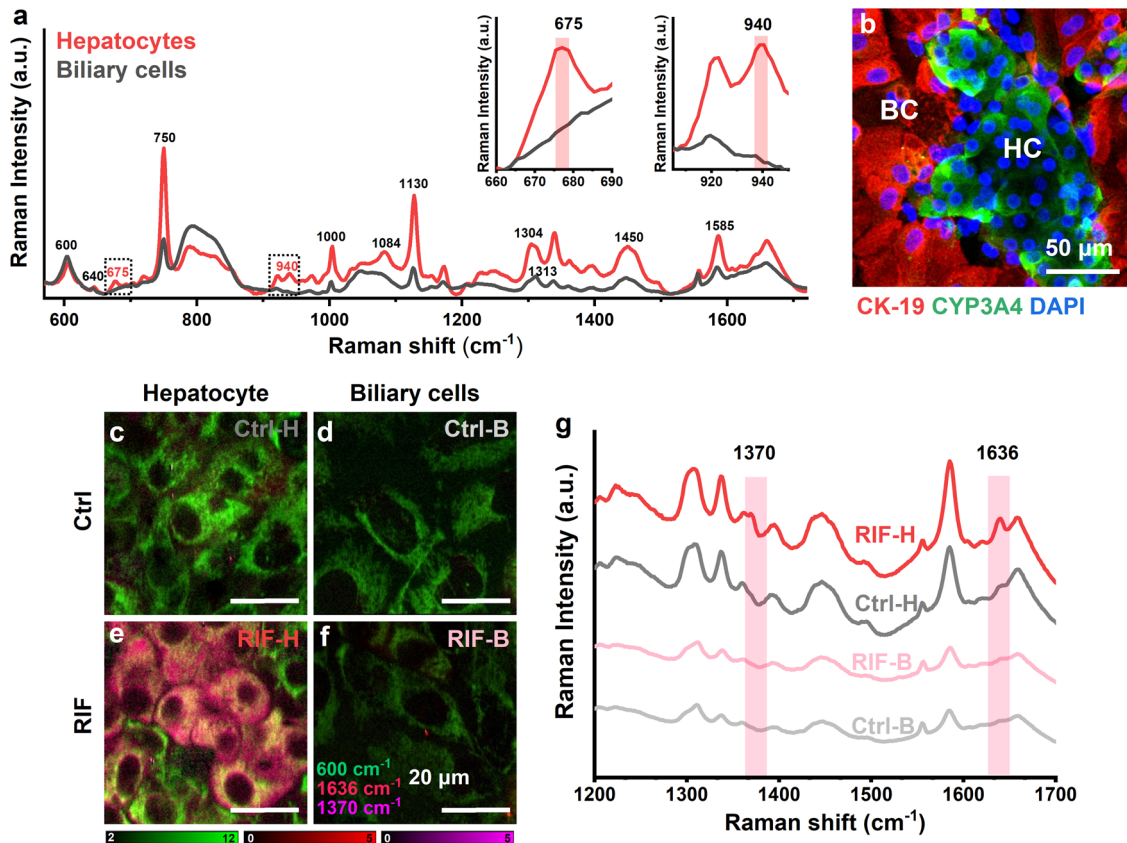 a
Hepatocytes
Biliary cells
Raman Intensity (a.u.)
600
640
675
750
940
1000
1084
1130
1304
1313
1450
1585
600
800
1000
1200
1400
1600
Raman shift (cm⁻¹)
675
Raman Intensity (a.u.)
660
670
680
690
940
Raman Intensity (a.u.)
920
940
b
BC
HC
50 µm
CK-19 CYP3A4 DAPI
Hepatocyte
Biliary cells
Ctrl
c
Ctrl-H
d
Ctrl-B
RIF
e
RIF-H
f
RIF-B
600 cm⁻¹
1636 cm⁻¹
1370 cm⁻¹
20 µm
2
12
0
5
0
5
g
1370
1636
Raman Intensity (a.u.)
RIF-H
Ctrl-H
RIF-B
Ctrl-B
1200
1300
1400
1500
1600
1700
Raman shift (cm⁻¹)